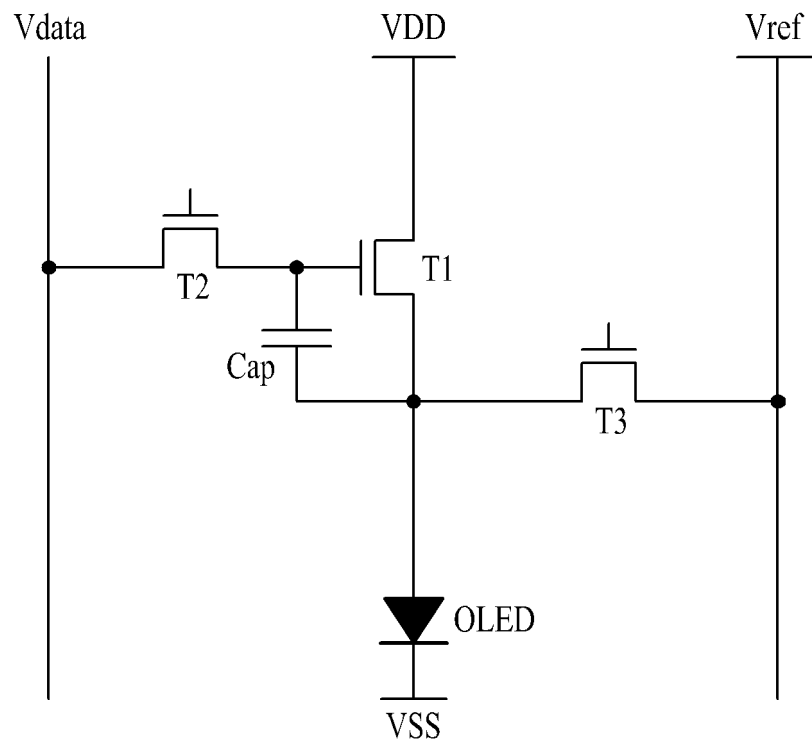 Vdata
VDD
Vref
T1
T2
Cap
T3
OLED
VSS